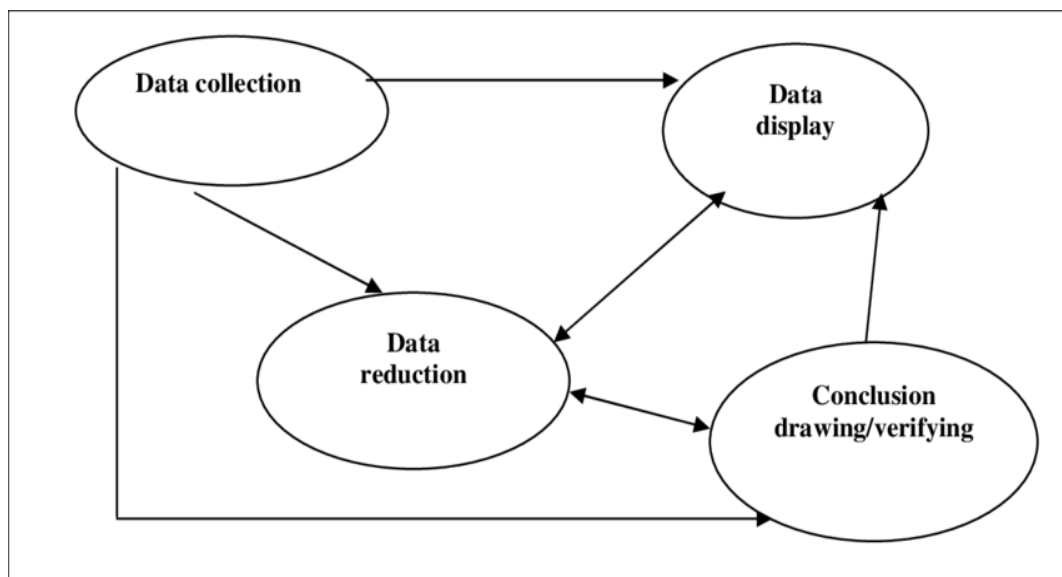 Data collection
Data
display
Data
reduction
Conclusion
drawing/verifying